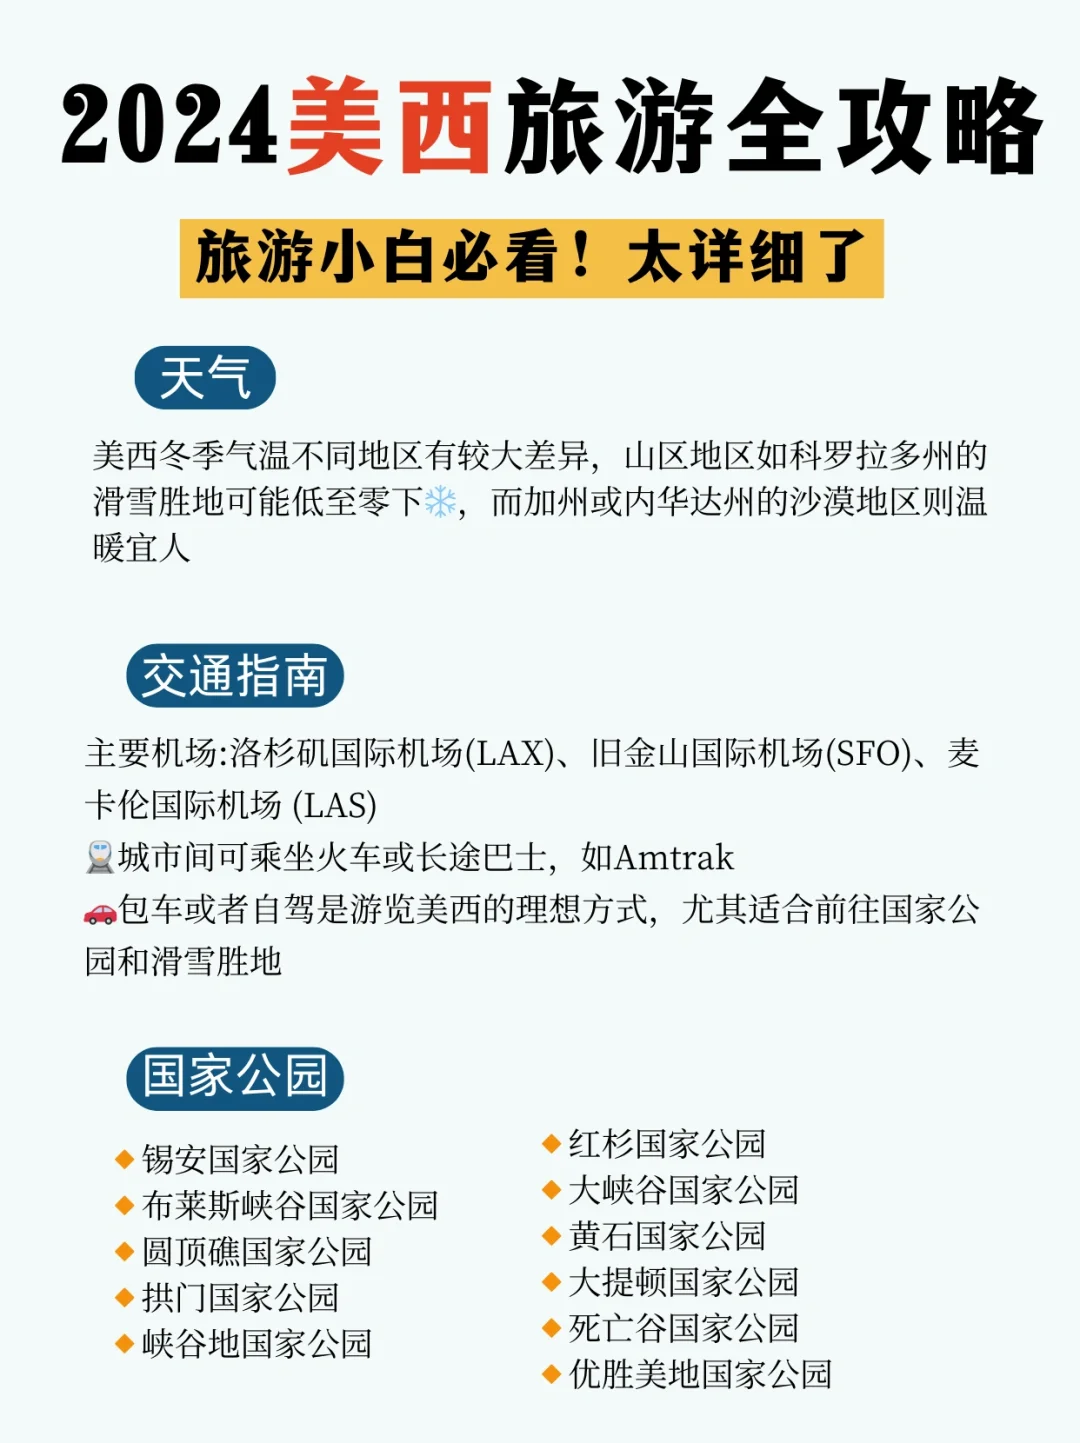 2024美西旅游全攻略
旅游小白必看！太详细了
天气
美西冬季气温不同地区有较大差异，山区地区如科罗拉多州的
滑雪胜地可能低至零下❄️，而加州或内华达州的沙漠地区则温
暖宜人
交通指南
主要机场:洛杉矶国际机场(LAX)、旧金山国际机场(SFO)、麦
卡伦国际机场 (LAS)
🚆城市间可乘坐火车或长途巴士，如Amtrak
🚗包车或者自驾是游览美西的理想方式，尤其适合前往国家公
园和滑雪胜地
国家公园
🔸锡安国家公园
🔸布莱斯峡谷国家公园
🔸圆顶礁国家公园
🔸拱门国家公园
🔸峡谷地国家公园
🔸红杉国家公园
🔸大峡谷国家公园
🔸黄石国家公园
🔸大提顿国家公园
🔸死亡谷国家公园
🔸优胜美地国家公园